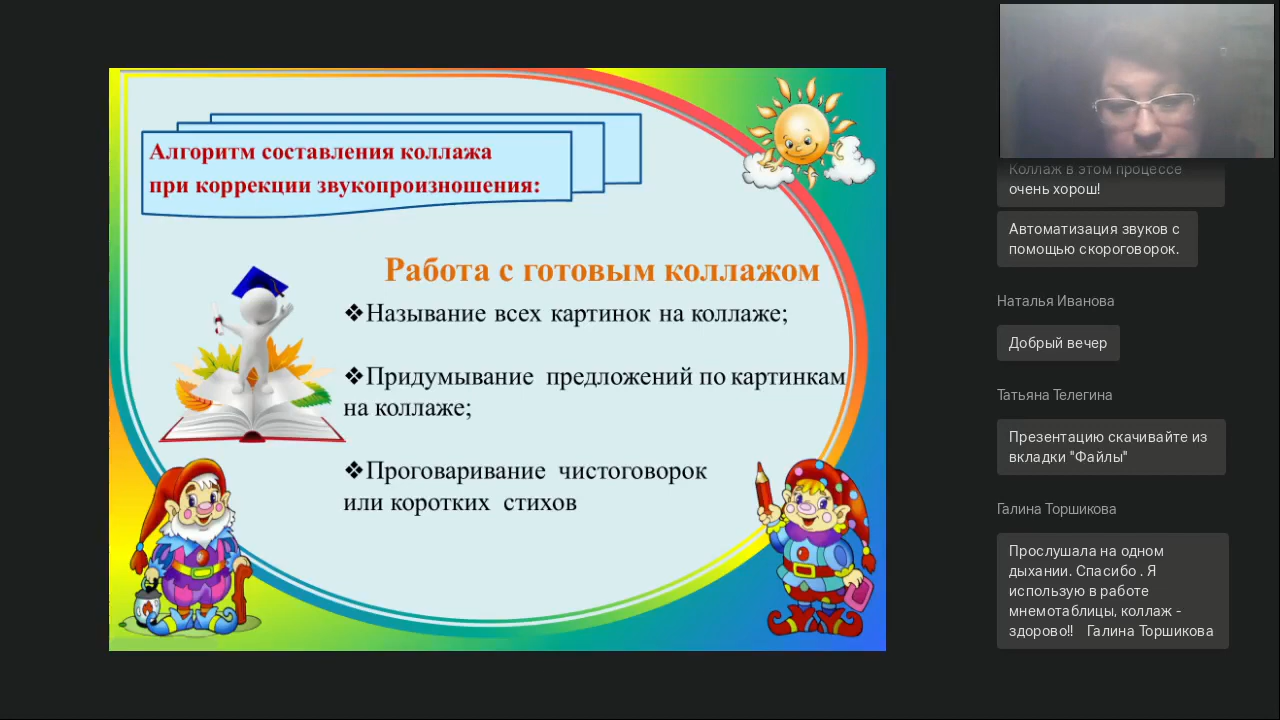 Алгоритм составления коллажа
при коррекции звукопроизношения:
Работа с готовым коллажом
❖Называние всех картинок на коллаже;
❖Придумывание предложений по картинкам
на коллаже;
❖Проговаривание чистоговорок
или коротких стихов
Коллаж в этом процессе
очень хорош!
Автоматизация звуков с
помощью скороговорок.
Наталья Иванова
Добрый вечер
Татьяна Телегина
Презентацию скачивайте из
вкладки "Файлы"
Галина Торшикова
Прослушала на одном
дыхании. Спасибо . Я
использую в работе
мнемотаблицы, коллаж -
здорово!! Галина Торшикова